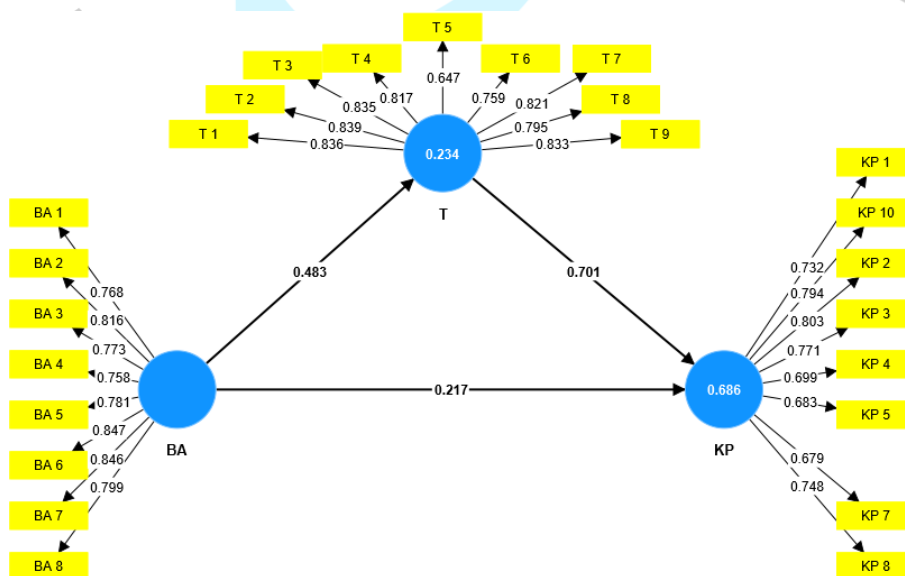 T 5
T 4
T 6
T 7
T 3
T 2
T 8
T 1
T 9
0.647
0.817
0.759
0.835
0.821
0.839
0.795
0.836
0.833
0.234
T
KP 1
KP 10
KP 2
KP 3
KP 4
KP 5
KP 7
KP 8
0.732
0.794
0.803
0.771
0.699
0.683
0.679
0.748
BA 1
BA 2
BA 3
BA 4
BA 5
BA 6
BA 7
BA 8
0.768
0.816
0.773
0.758
0.781
0.847
0.846
0.799
0.483
0.701
0.217
0.686
BA
KP